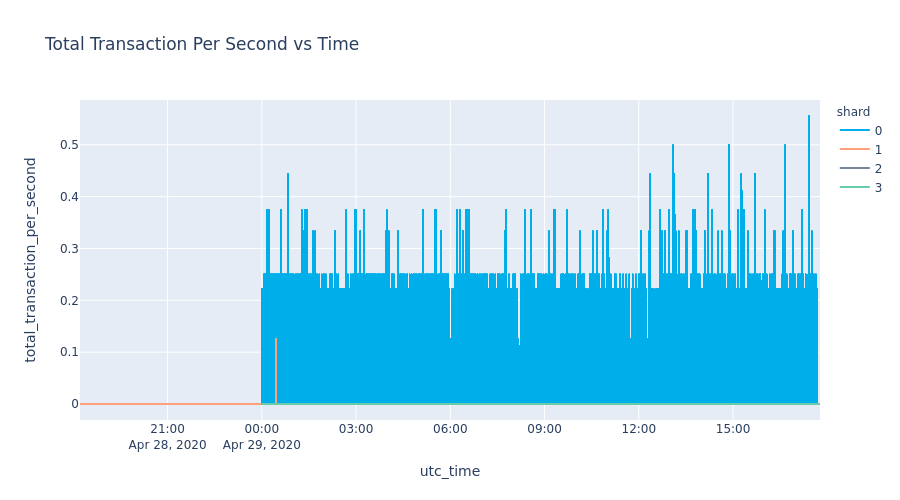 Total Transaction Per Second vs Time
shard
0
1
2
3
total_transaction_per_second
0.5
0.4
0.3
0.2
0.1
0
21:00
Apr 28, 2020
00:00
Apr 29, 2020
03:00
06:00
09:00
12:00
15:00
utc_time